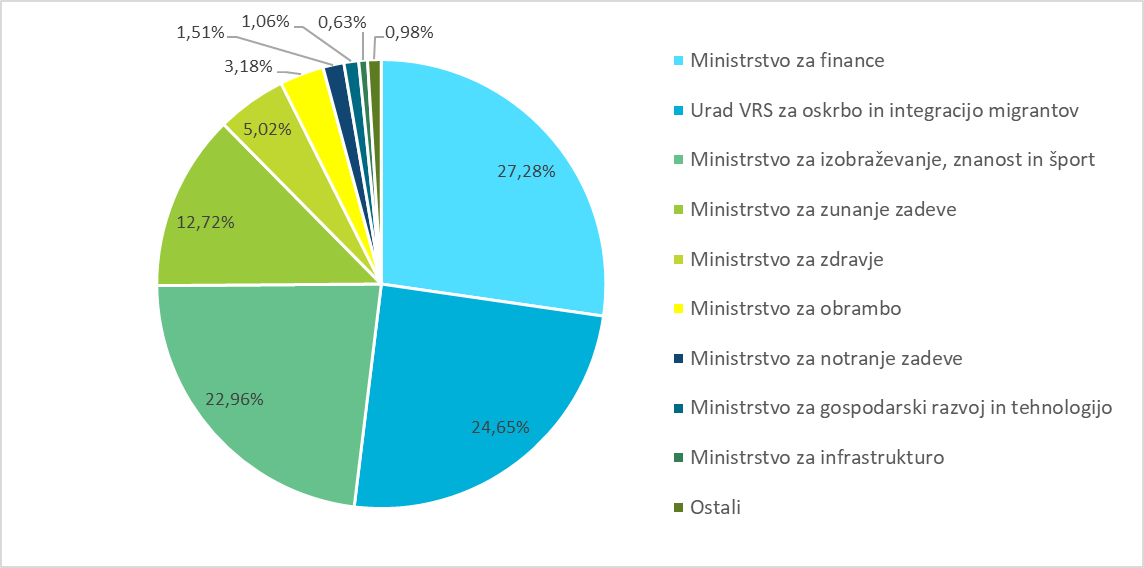 1,06%
0,63%
0,98%
1,51%
3,18%
5,02%
27,28%
12,72%
22,96%
24,65%
Ministrstvo za finance
Urad VRS za oskrbo in integracijo migrantov
Ministrstvo za izobraževanje, znanost in šport
Ministrstvo za zunanje zadeve
Ministrstvo za zdravje
Ministrstvo za obrambo
Ministrstvo za notranje zadeve
Ministrstvo za gospodarski razvoj in tehnologijo
Ministrstvo za infrastrukturo
Ostali